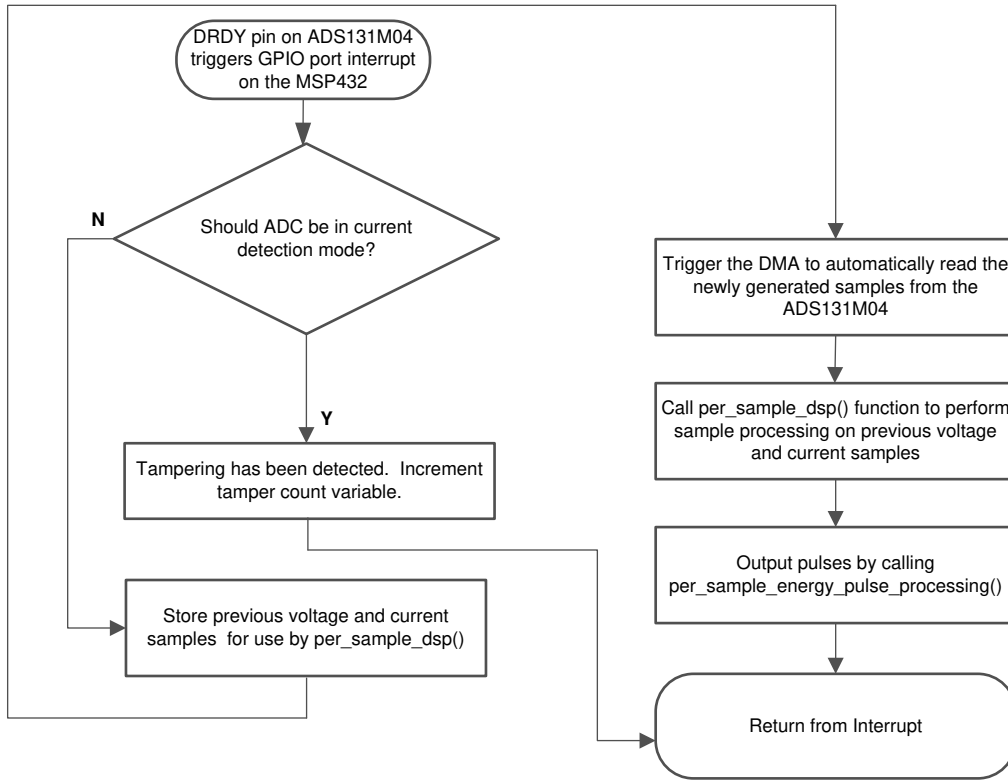 DRDY pin on ADS131M04
triggers GPIO port interrupt
on the MSP432
N
Should ADC be in current
detection mode?
Y
Tampering has been detected.  Increment
tamper count variable.
Store previous voltage and current
samples  for use by per_sample_dsp()
Trigger the DMA to automatically read the
newly generated samples from the
ADS131M04
Call per_sample_dsp() function to perform
sample processing on previous voltage
and current samples
Output pulses by calling
per_sample_energy_pulse_processing()
Return from Interrupt